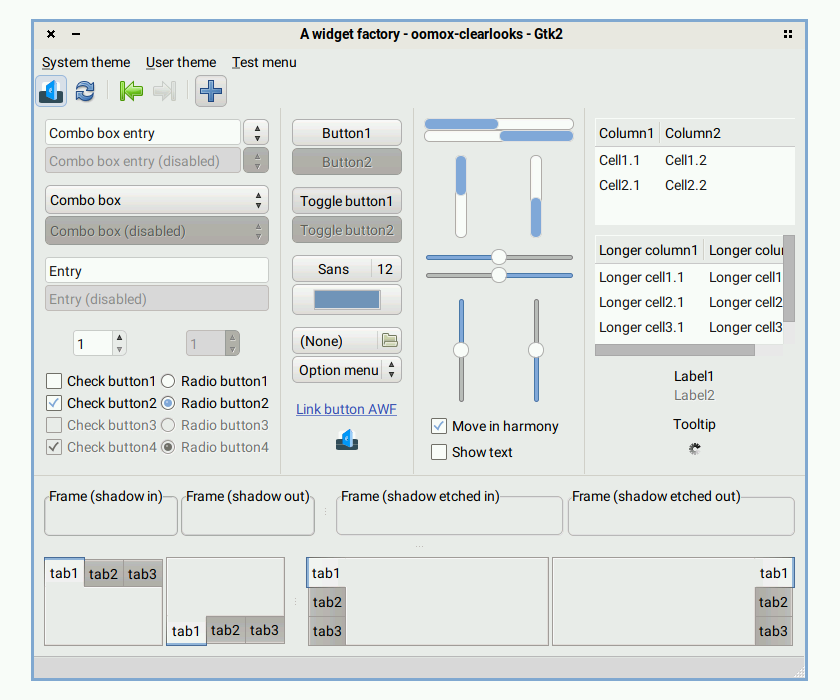 A widget factory - oomox-clearlooks - Gtk2
System theme User theme Test menu
Combo box entry
Combo box entry (disabled)
Combo box
Combo box (disabled)
Entry
Entry (disabled)
1 1
Check button1 Radio button1
Check button2 Radio button2
Check button3 Radio button3
Check button4 Radio button4
Button1
Button2
Toggle button1
Toggle button2
Sans 12
(None)
Option menu
Link button AWF
Move in harmony
Show text
Column1 Column2
Cell1.1 Cell1.2
Cell2.1 Cell2.2
Longer column1 Longer colu
Longer cell1.1 Longer cell1
Longer cell2.1 Longer cell2
Longer cell3.1 Longer cell3
Label1
Label2
Tooltip
Frame (shadow in) Frame (shadow out) Frame (shadow etched in) Frame (shadow etched out)
tab1 tab2 tab3
tab1 tab2 tab3
tab1
tab2
tab3
tab1
tab2
tab3